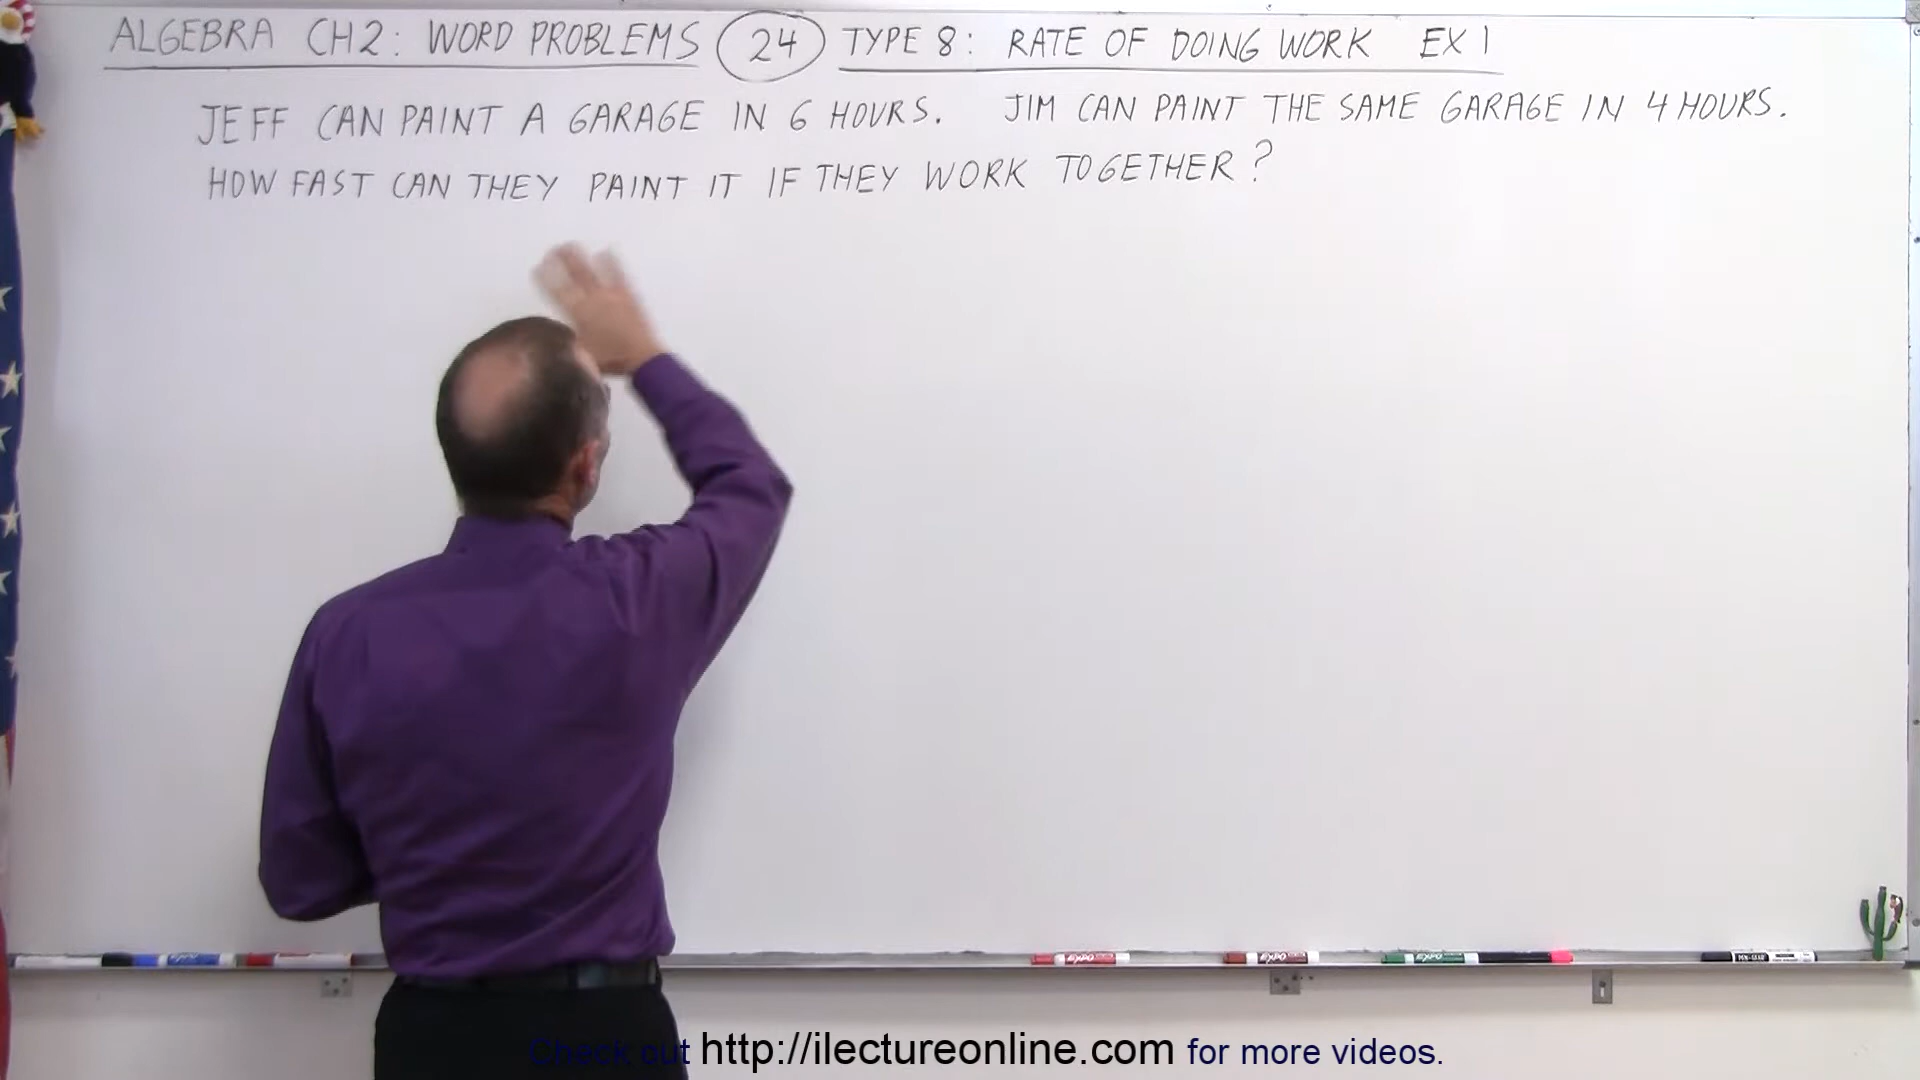 ALGEBRA CH2: WORD PROBLEMS 24 TYPE 8: RATE OF DOING WORK EX 1
JEFF CAN PAINT A GARAGE IN 6 HOURS. JIM CAN PAINT THE SAME GARAGE IN 4 HOURS.
HOW FAST CAN THEY PAINT IT IF THEY WORK TOGETHER?
Check out http://ilectureonline.com for more videos.